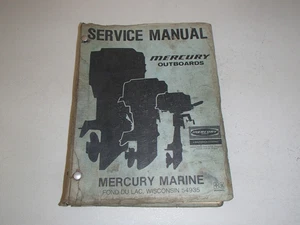 SERVICE MANUAL
MERCURY
OUTBOARDS
MERCURY MARINE
FOND DU LAC, WISCONSIN 54935